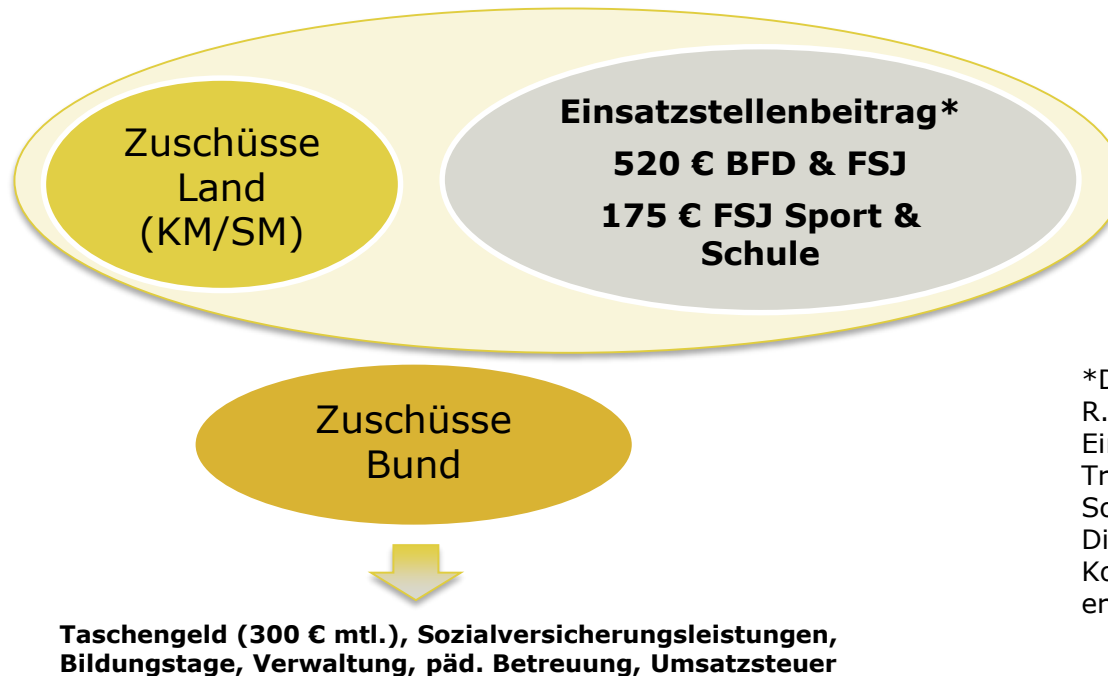 Zuschüsse
Land
(KM/SM)
Einsatzstellenbeitrag*
520 € BFD & FSJ
175 € FSJ Sport &
Schule
Zuschüsse
Bund
R.
Taschengeld (300 € mtl.), Sozialversicherungsleistungen,
Bildungstage, Verwaltung, päd. Betreuung, Umsatzsteuer